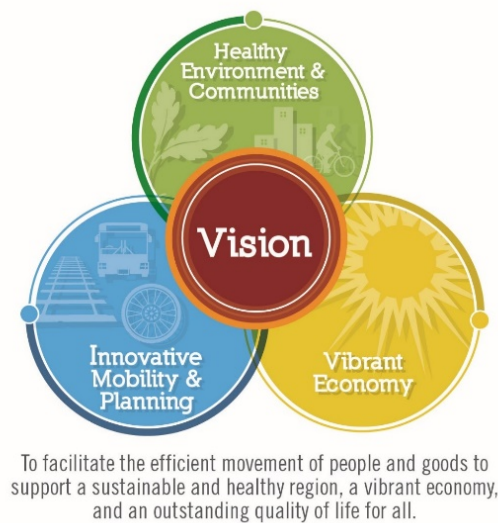 Healthy
Environment &
Communities
Vision
Innovative
Mobility &
Planning
Vibrant
Economy
To facilitate the efficient movement of people and goods to
support a sustainable and healthy region, a vibrant economy,
and an outstanding quality of life for all.